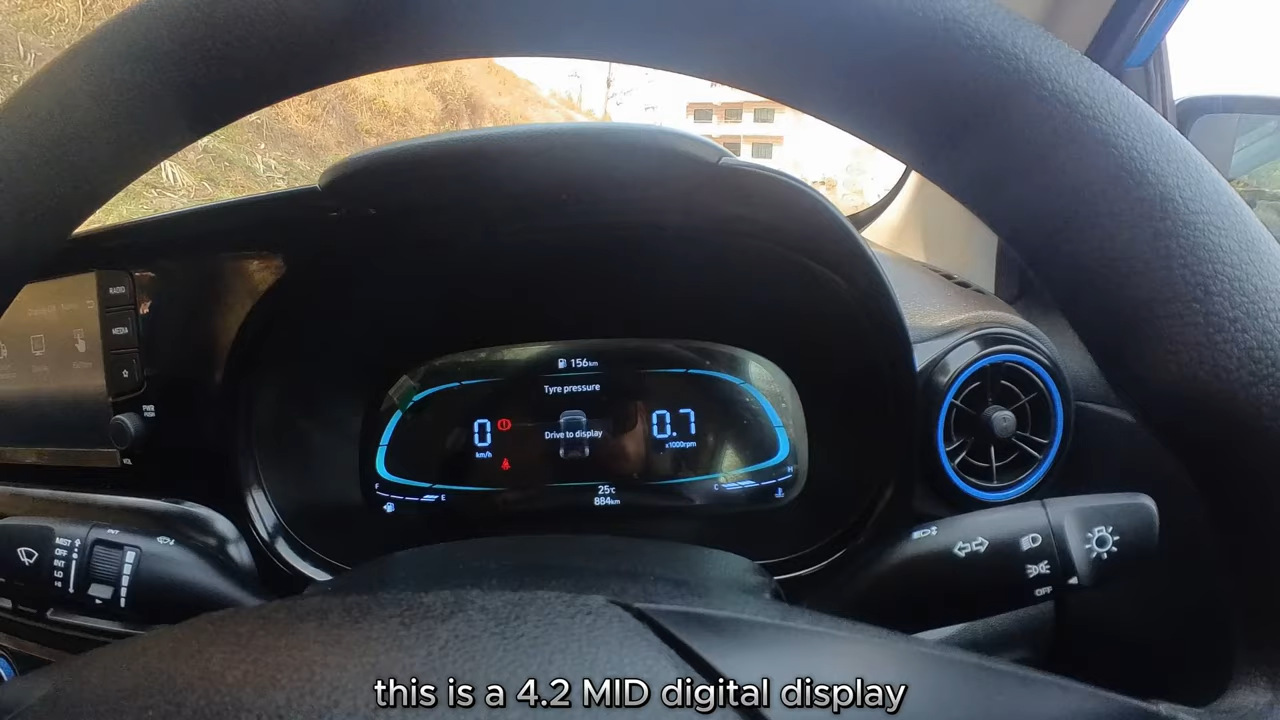 RADIO
MEDIA
PWR
PUSH
VOL
156km
Tyre pressure
0
km/h
Drive to display
0.7
x1000rpm
F
E
C
H
25°C
884km
MIST
OFF
INT
LO
HI
INT
OFF
this is a 4.2 MID digital display